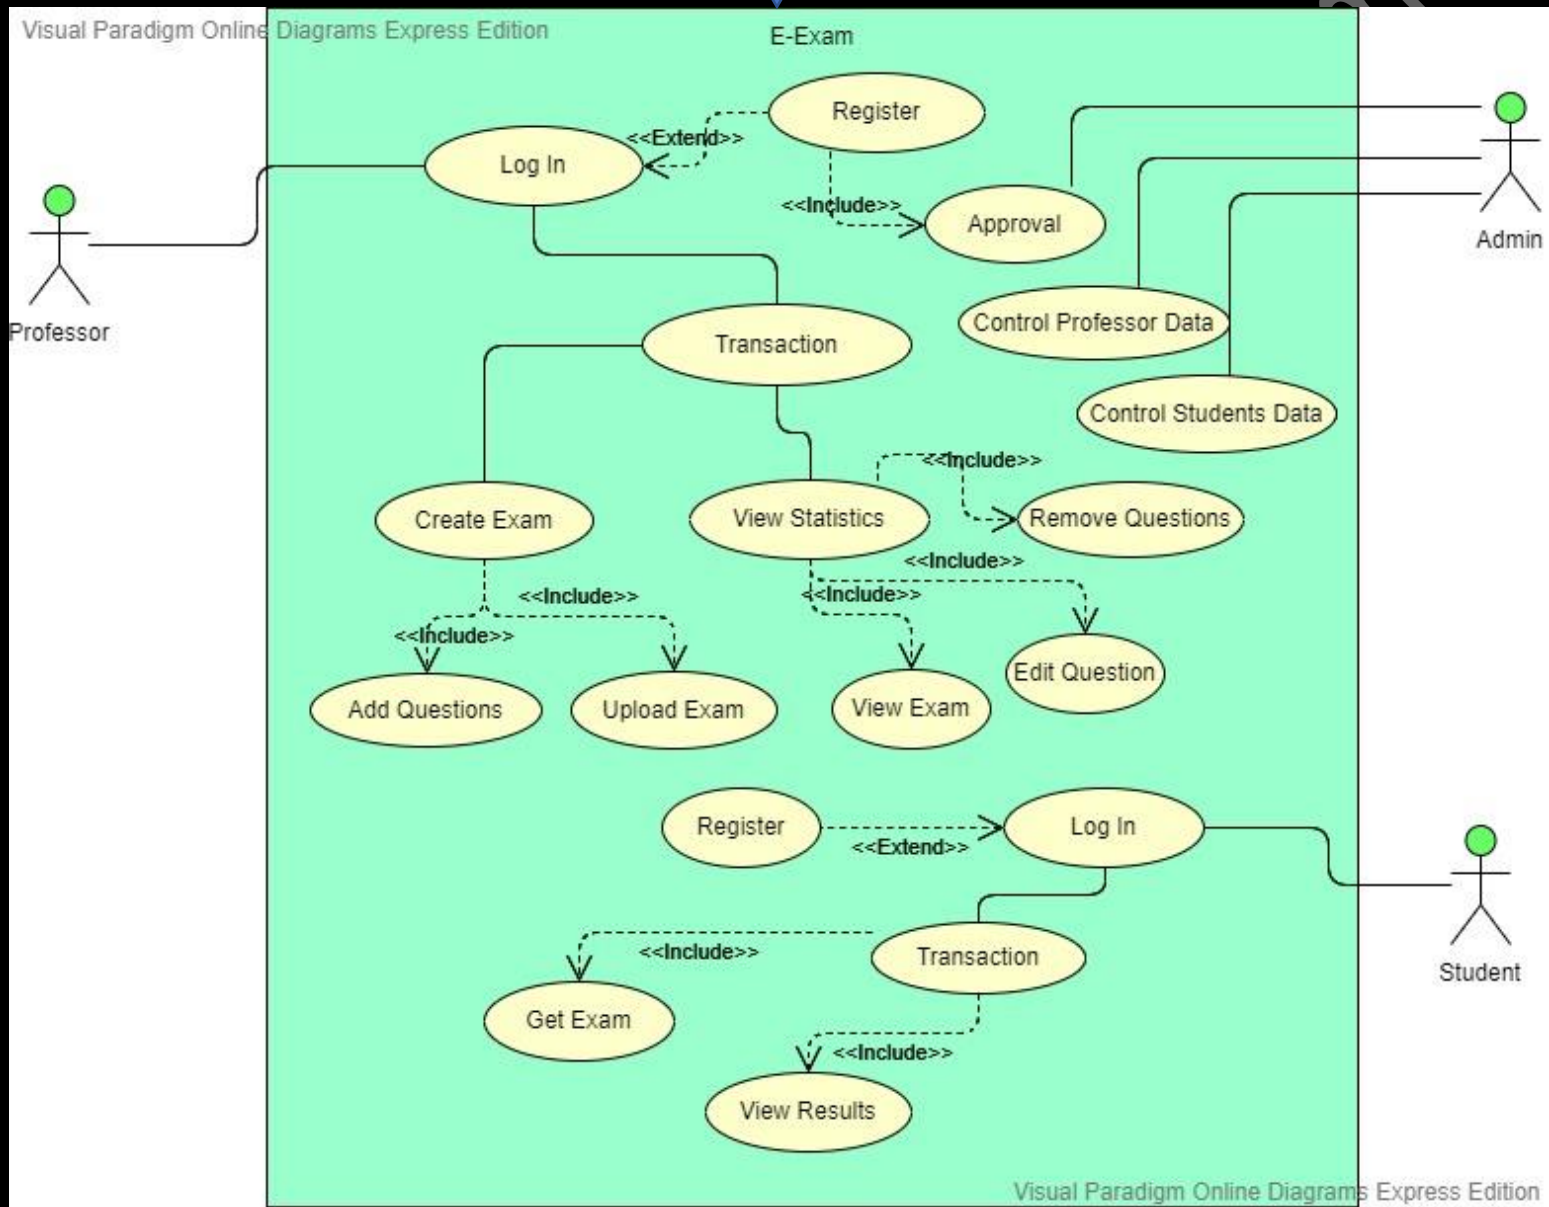 Visual Paradigm Online Diagrams Express Edition
E-Exam
Register
<<Extend>>
Log In
<<Include>>
Approval
Admin
Professor
Control Professor Data
Transaction
Control Students Data
<<Include>>
Create Exam
View Statistics
Remove Questions
<<Include>>
<<Include>>
<<Include>>
<<Include>>
Edit Question
Add Questions
Upload Exam
View Exam
Register
Log In
<<Extend>>
<<Include>>
Transaction
Student
Get Exam
<<Include>>
View Results
Visual Paradigm Online Diagrams Express Edition